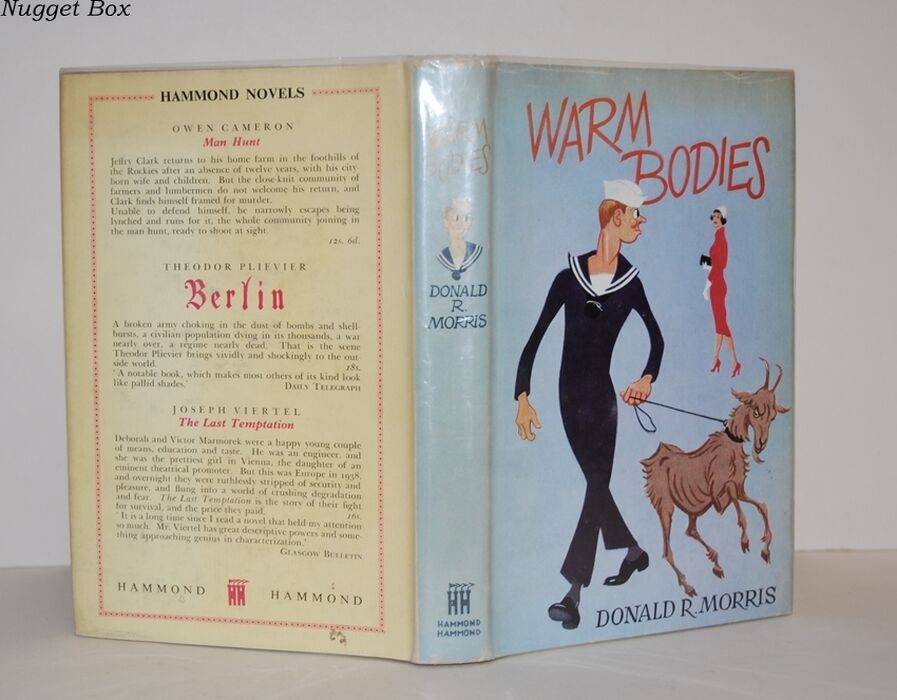 Nugget Box
HAMMOND NOVELS
OWEN CAMERON
Man Hunt
Jeffry Clark returns to his home farm in the foothills of
the Rockies after an absence of twelve years, with his city-
born wife and children. But the close-knit community of
farmers and lumbermen do not welcome his return, and
Clark finds himself framed for murder.
Unable to defend himself, he narrowly escapes being
lynched and runs for it, the whole community joining in
the man hunt, ready to shoot at sight.
12s. 6d.
THEODOR PLIEVIER
Berlin
A broken army choking in the dust of bombs and shell-
bursts, a civilian population dying in its thousands, a war
nearly over, a regime nearly dead. That is the scene
Theodor Plievier brings vividly and shockingly to the out-
side world.
18s.
'A notable book, which makes most others of its kind look
like pallid shades.' DAILY TELEGRAPH
JOSEPH VIERTEL
The Last Temptation
Deborah and Victor Marmorek were a happy young couple
of means, education and taste. He was an engineer, and
she was the prettiest girl in Vienna, the daughter of an
eminent theatrical promoter. But this was Europe in 1938,
and overnight they were ruthlessly stripped of security and
pleasure, and flung into a world of crushing degradation
and fear. The Last Temptation is the story of their fight
for survival, and the price they paid.
16s.
'It is a long time since I read a novel that held my attention
so much. Mr. Viertel has great descriptive powers and some-
thing approaching genius in characterization.'
GLASGOW BULLETIN
HAMMOND HH HAMMOND
WARM
BODIES
DONALD
R.
MORRIS
HH
HAMMOND
HAMMOND
WARM
BODIES
DONALD R. MORRIS